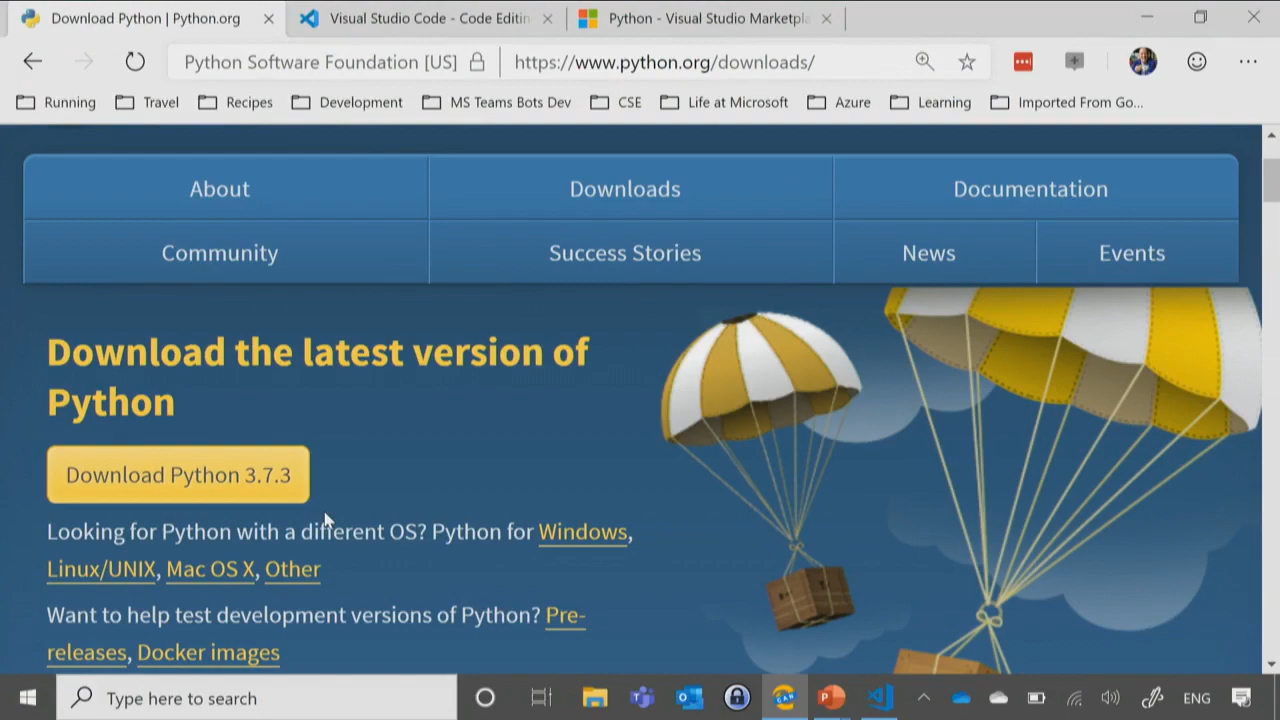 Download Python | Python.org
Visual Studio Code - Code Editin
Python - Visual Studio Marketpla
Python Software Foundation [US]
https://www.python.org/downloads/
Running
Travel
Recipes
Development
MS Teams Bots Dev
CSE
Life at Microsoft
Azure
Learning
Imported From Go...
About
Downloads
Documentation
Community
Success Stories
News
Events
Download the latest version of
Python
Download Python 3.7.3
Looking for Python with a different OS? Python for Windows,
Linux/UNIX, Mac OS X, Other
Want to help test development versions of Python? Pre-
releases, Docker images
Type here to search
ENG